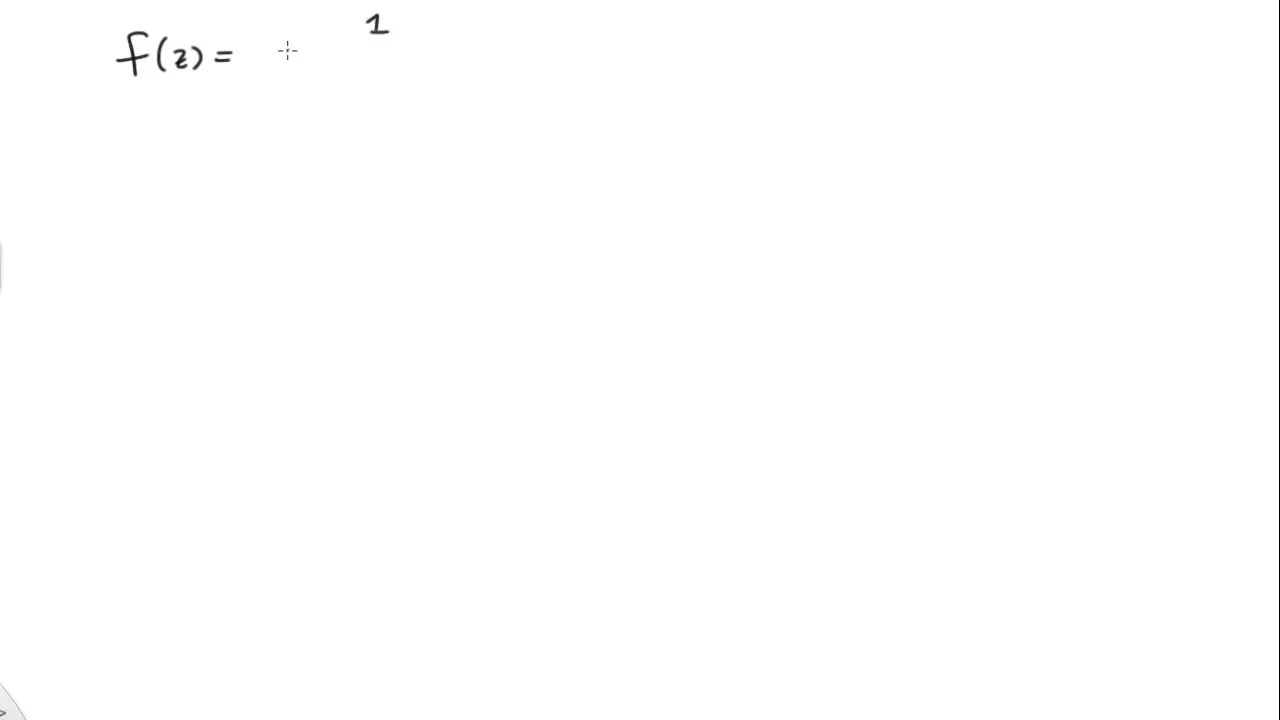 f(z) = 1